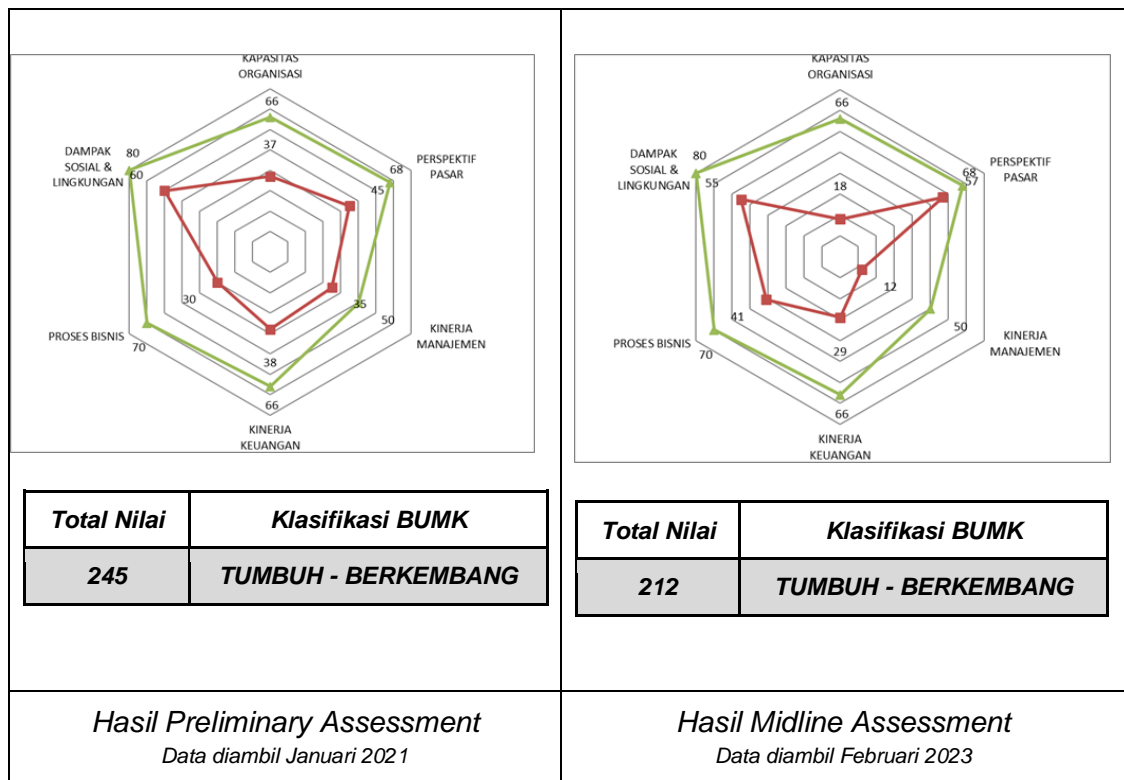 KAPASITAS
ORGANISASI
66
37
DAMPAK
SOSIAL &
LINGKUNGAN
80
60
PERSPEKTIF
PASAR
68
45
30
PROSES BISNIS
70
35
50
KINERJA
MANAJEMEN
38
66
KINERJA
KEUANGAN
Total Nilai Klasifikasi BUMK
245 TUMBUH - BERKEMBANG
Hasil Preliminary Assessment
Data diambil Januari 2021
KAPASITAS
ORGANISASI
66
18
DAMPAK
SOSIAL &
LINGKUNGAN
80
55
PERSPEKTIF
PASAR
68
57
41
PROSES BISNIS
70
12
50
KINERJA
MANAJEMEN
29
66
KINERJA
KEUANGAN
Total Nilai Klasifikasi BUMK
212 TUMBUH - BERKEMBANG
Hasil Midline Assessment
Data diambil Februari 2023